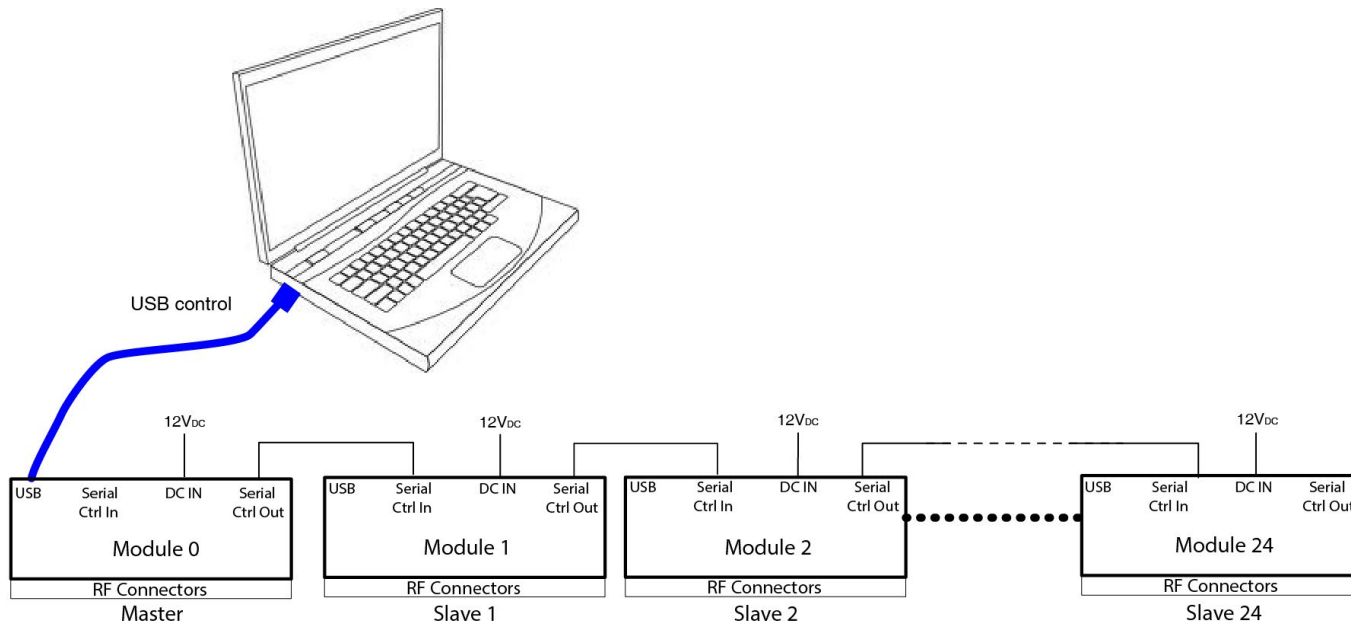 USB control
12VDC
12VDC
12VDC
12VDC
USB
Serial
Ctrl In
DC IN
Serial
Ctrl Out
Module 0
RF Connectors
Master
USB
Serial
Ctrl In
DC IN
Serial
Ctrl Out
Module 1
RF Connectors
Slave 1
USB
Serial
Ctrl In
DC IN
Serial
Ctrl Out
Module 2
RF Connectors
Slave 2
USB
Serial
Ctrl In
DC IN
Serial
Ctrl Out
Module 24
RF Connectors
Slave 24